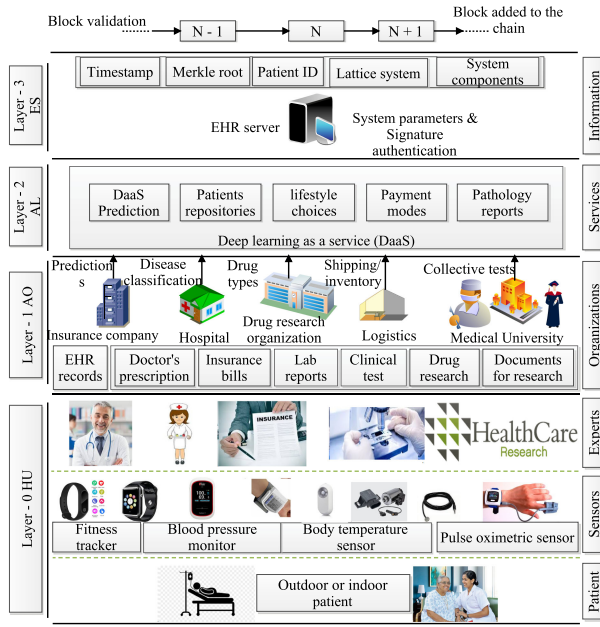 Block validation
N - 1
N
N + 1
Block added to the
chain
Layer - 3
ES
Timestamp
Merkle root
Patient ID
Lattice system
System
components
EHR server
System parameters &
Signature
authentication
Information
Layer - 2
AL
DaaS
Prediction
Patients
repositories
lifestyle
choices
Payment
modes
Pathology
reports
Deep learning as a service (DaaS)
Services
Layer - 1 AO
Prediction
s
Disease
classification
Drug
types
Shipping/
inventory
Collective tests
Insurance company
Hospital
Drug research
organization
Logistics
Medical University
EHR
records
Doctor's
prescription
Insurance
bills
Lab
reports
Clinical
test
Drug
research
Documents
for research
Organizations
Layer - 0 HU
INSURANCE
HealthCare
Research
Experts
Fitness
tracker
Blood pressure
monitor
Body temperature
sensor
Pulse oximetric sensor
Sensors
Outdoor or indoor
patient
Patient